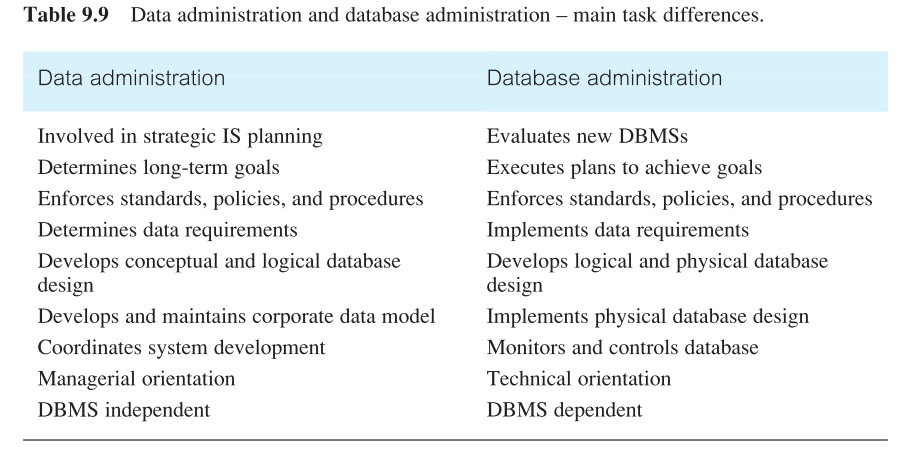 Table 9.9 Data administration and database administration – main task differences.
Data administration Database administration
Involved in strategic IS planning Evaluates new DBMSs
Determines long-term goals Executes plans to achieve goals
Enforces standards, policies, and procedures Enforces standards, policies, and procedures
Determines data requirements Implements data requirements
Develops conceptual and logical database Develops logical and physical database
design design
Develops and maintains corporate data model Implements physical database design
Coordinates system development Monitors and controls database
Managerial orientation Technical orientation
DBMS independent DBMS dependent